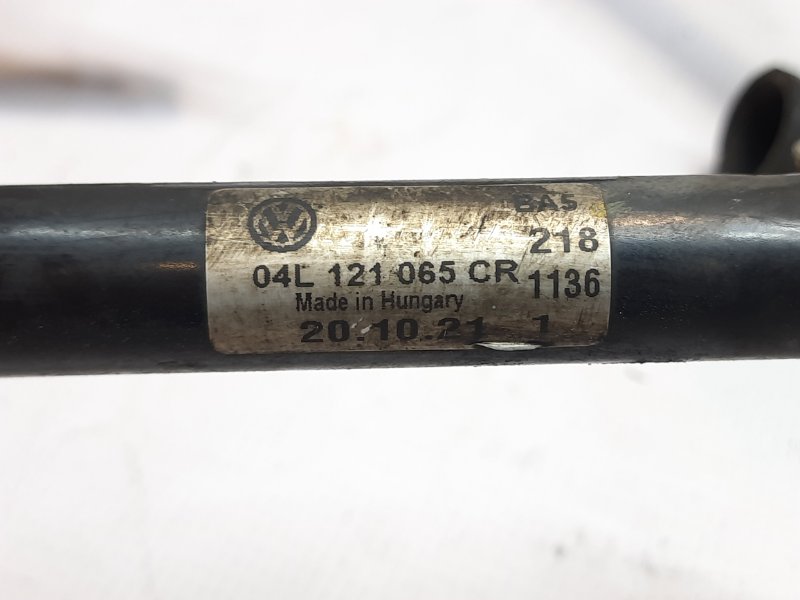 BA5
218
04L 121 065 CR 1136
Made in Hungary
20.10.21 1